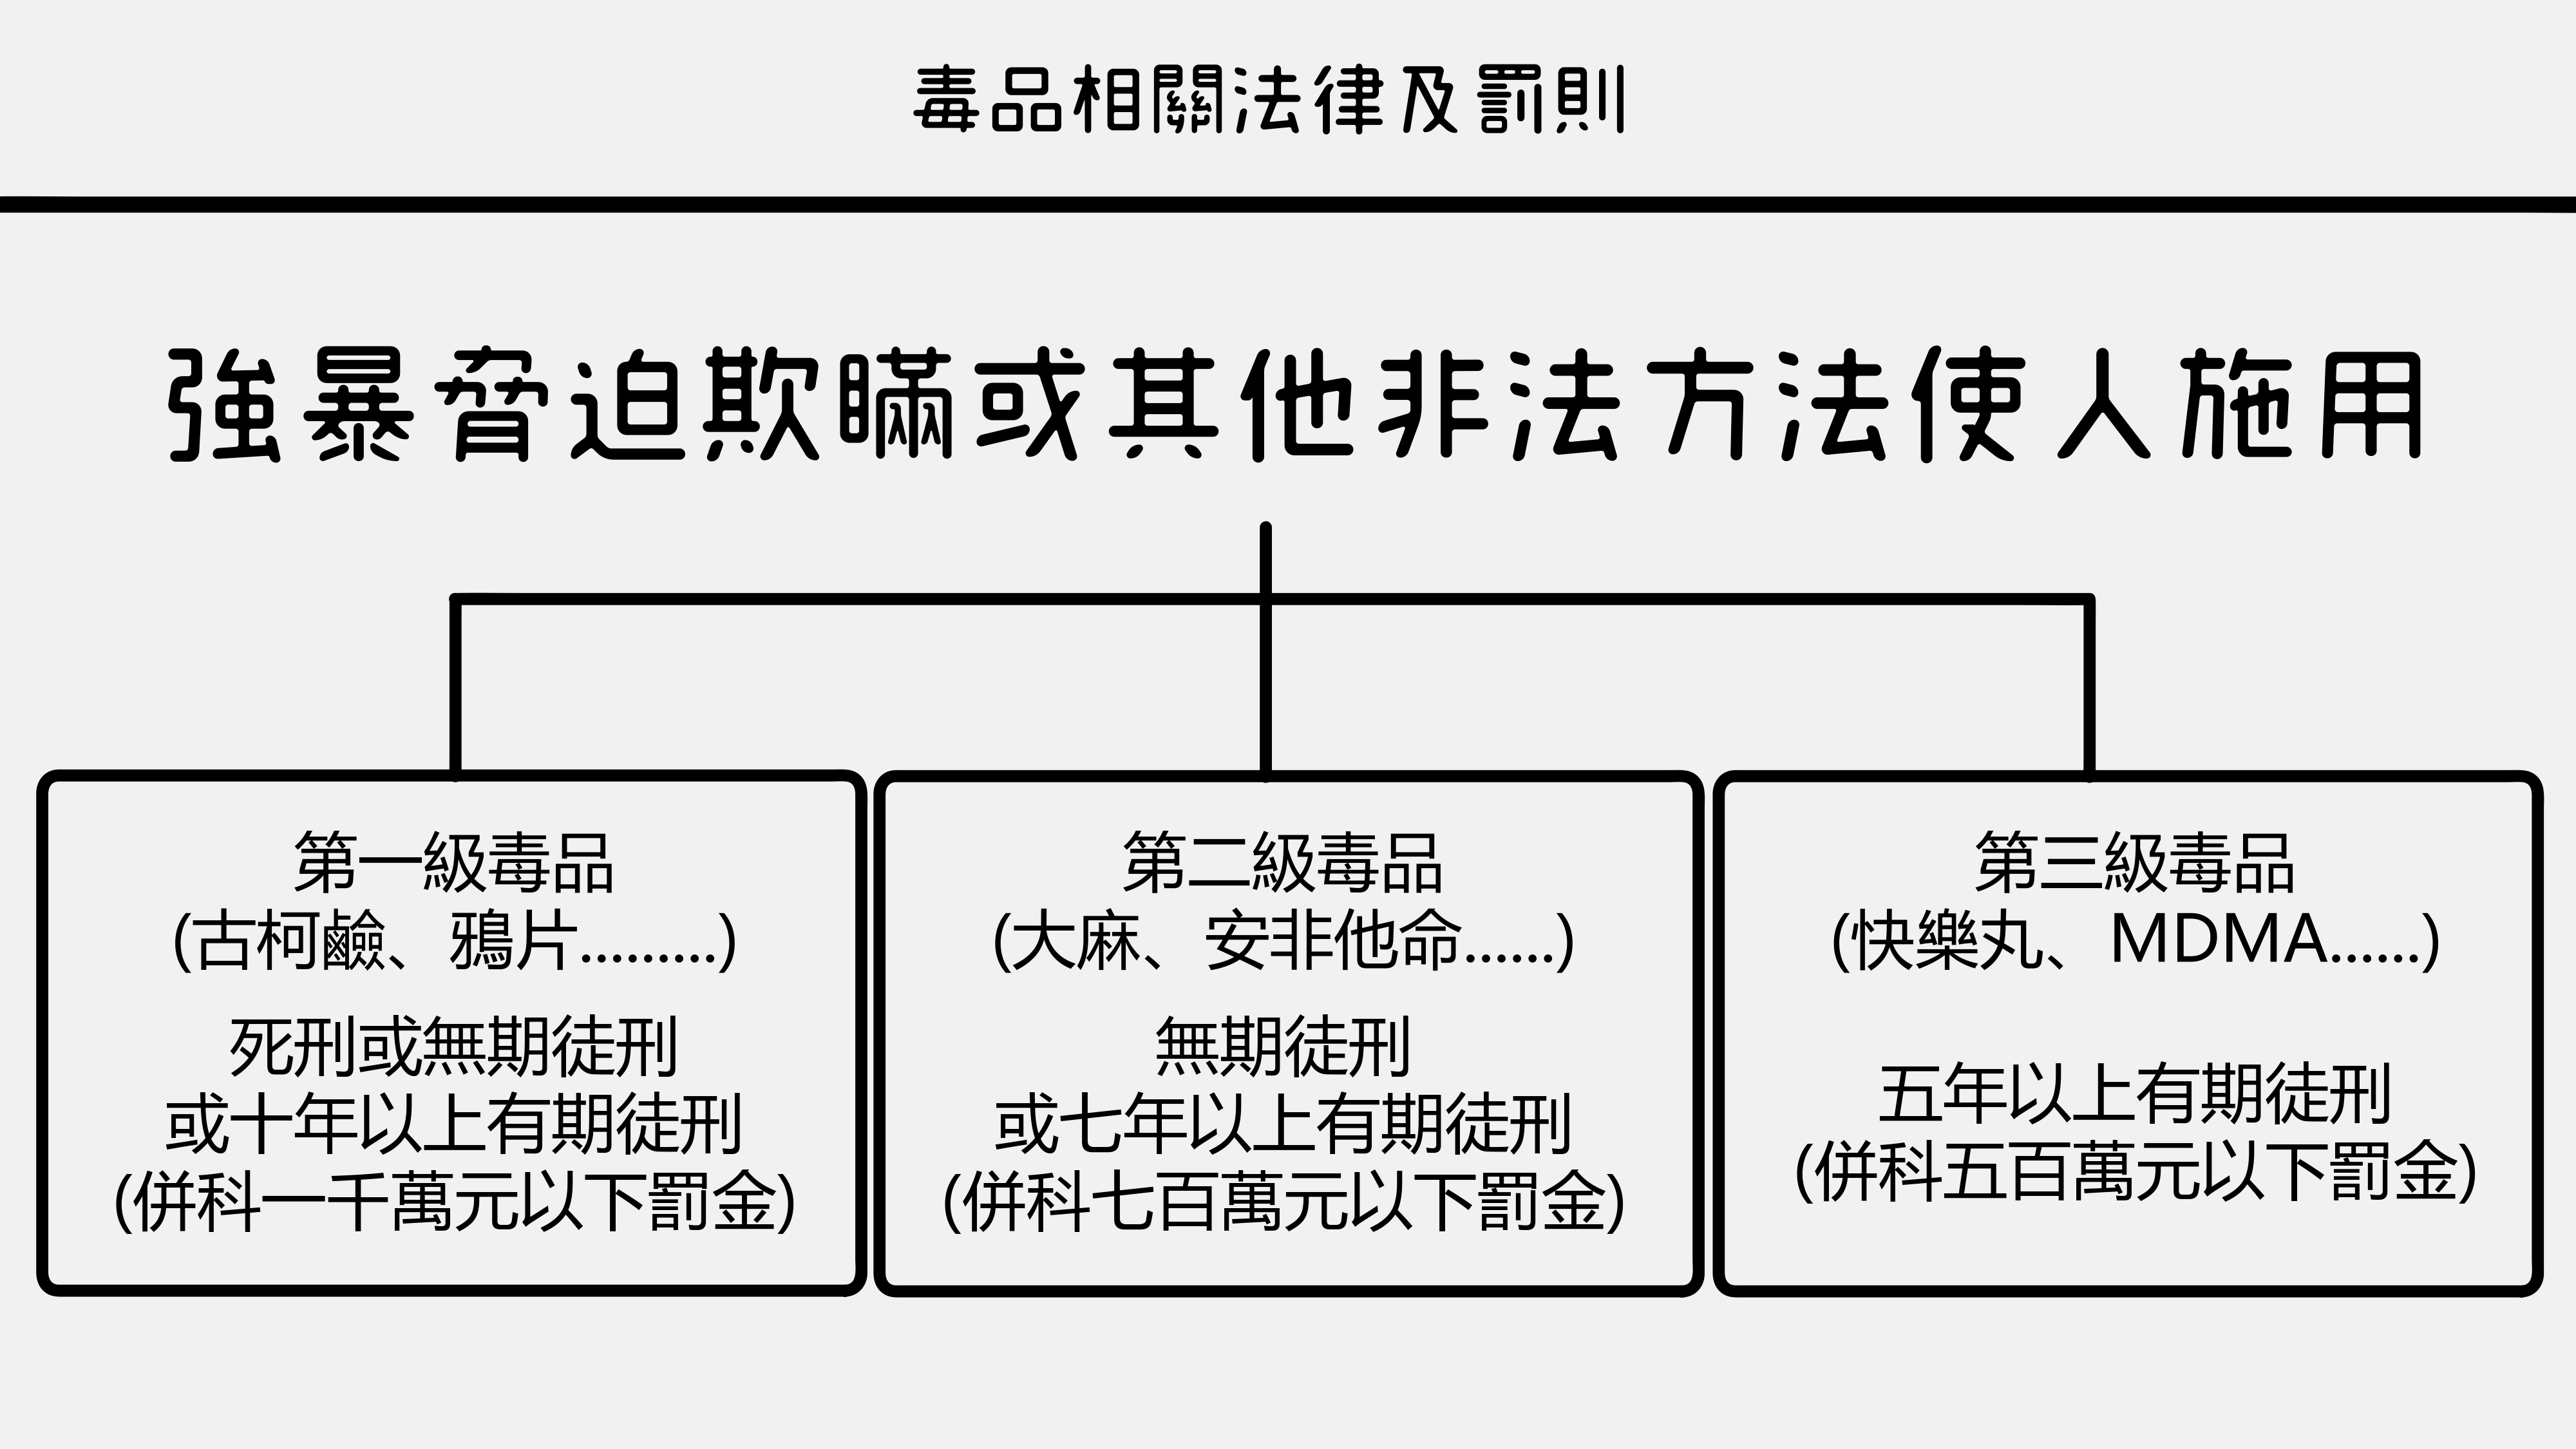 毒品相關法律及罰則
強暴脅迫欺瞞或其他非法方法使人施用
第一級毒品
(古柯鹼、鴉片.........)
死刑或無期徒刑
或十年以上有期徒刑
(併科一千萬元以下罰金)
第二級毒品
(大麻、安非他命......)
無期徒刑
或七年以上有期徒刑
(併科七百萬元以下罰金)
第三級毒品
(快樂丸、MDMA......)
五年以上有期徒刑
(併科五百萬元以下罰金)